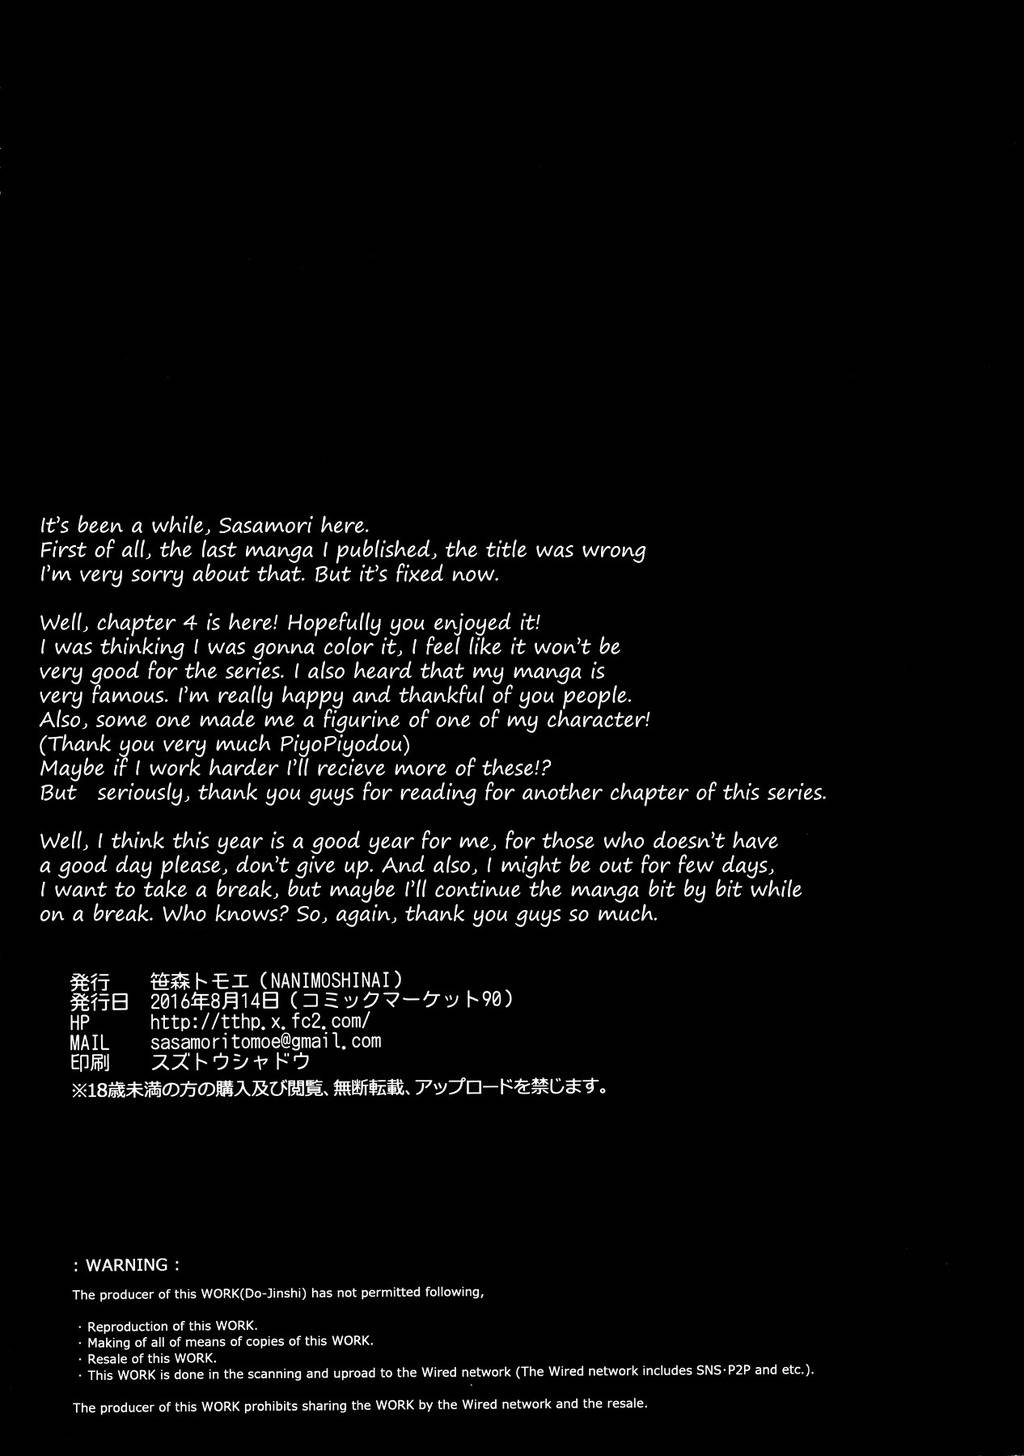 It's been a while, Sasamori here.
First of all, the last manga I published, the title was wrong
I'm very sorry about that. But it's fixed now.
Well, chapter 4 is here! Hopefully you enjoyed it!
I was thinking I was gonna color it, I feel like it won't be
very good for the series. I also heard that my manga is
very famous. I'm really happy and thankful of you people.
Also, some one made me a figurine of one of my character!
(Thank you very much PiyoPiyodou)
Maybe if I work harder I'll recieve more of these!?
But seriously, thank you guys for reading for another chapter of this series.
Well, I think this year is a good year for me, for those who doesn't have
a good day please, don't give up. And also, I might be out for few days,
I want to take a break, but maybe I'll continue the manga bit by bit while
on a break. Who knows? So, again, thank you guys so much.
発行 笹森トモエ(NANIMOSHINAI)
発行日 2016年8月14日(コミックマーケット90)
HP http://tthp.x.fc2.com/
MAIL sasamoritomoe@gmail.com
印刷 スズトウシャドウ
※18歳未満の方の購入及び閲覧、無断転載、アップロードを禁じます。
: WARNING :
The producer of this WORK(Do-Jinshi) has not permitted following,
· Reproduction of this WORK.
· Making of all of means of copies of this WORK.
· Resale of this WORK.
· This WORK is done in the scanning and uproad to the Wired network (The Wired network includes SNS·P2P and etc.).
The producer of this WORK prohibits sharing the WORK by the Wired network and the resale.